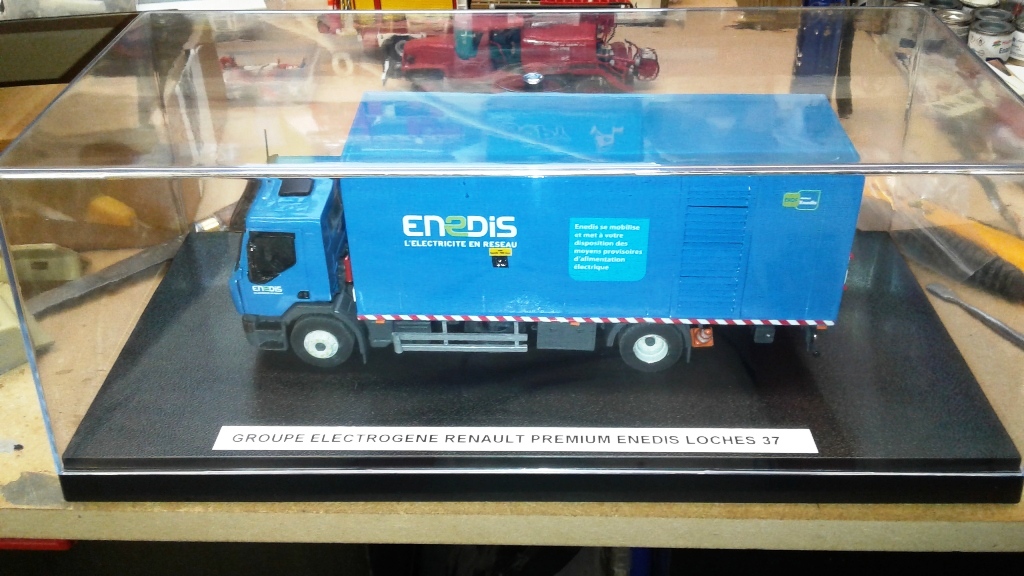 ENEDIS
L'ELECTRICITE EN RESEAU
Enedis se mobilise
et met à votre
disposition des
moyens provisoires
d'alimentation
électrique
ENEDIS
GROUPE ELECTROGENE RENAULT PREMIUM ENEDIS LOCHES 37